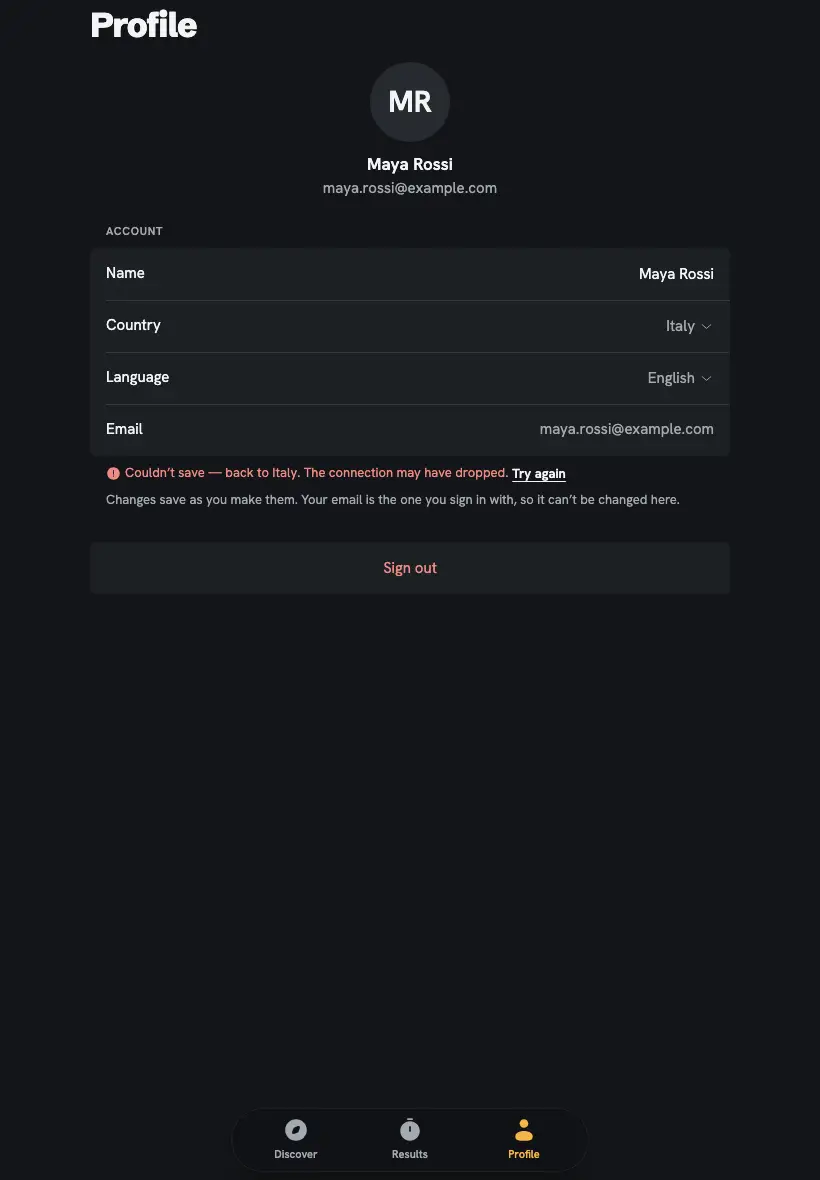 Profile
MR
Maya Rossi
maya.rossi@example.com
ACCOUNT
Name Maya Rossi
Country Italy
Language English
Email maya.rossi@example.com
Couldn’t save — back to Italy. The connection may have dropped. Try again
Changes save as you make them. Your email is the one you sign in with, so it can’t be changed here.
Sign out
Discover Results Profile